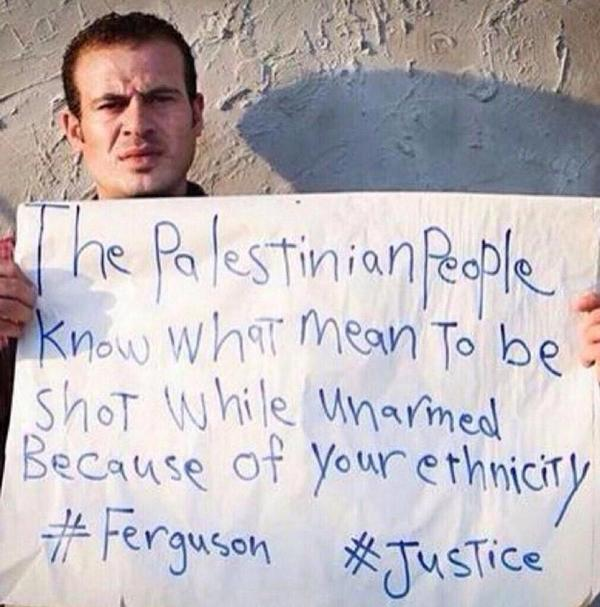 The Palestinian People
Know what mean To be
shot while unarmed
Because of your ethnicity
#Ferguson #Justice